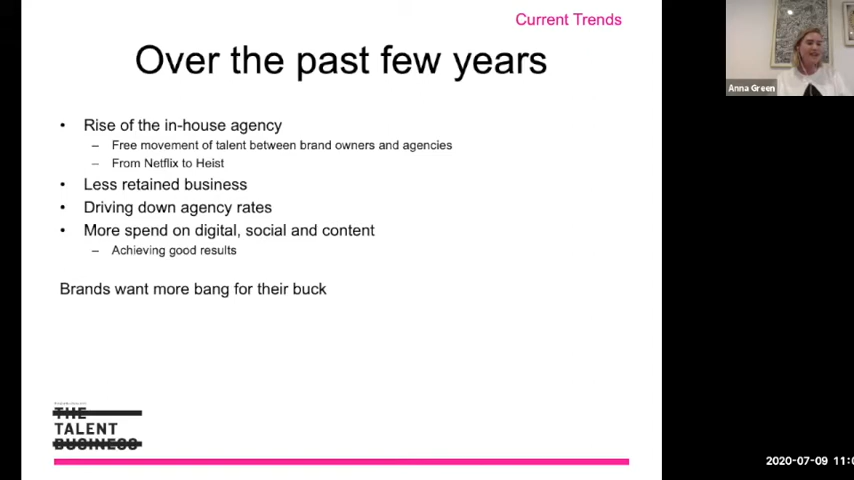 Current Trends
Over the past few years
• Rise of the in-house agency
– Free movement of talent between brand owners and agencies
– From Netflix to Heist
• Less retained business
• Driving down agency rates
• More spend on digital, social and content
– Achieving good results
Brands want more bang for their buck
THE
TALENT
BUSINESS
Anna Green
2020-07-09 11:0